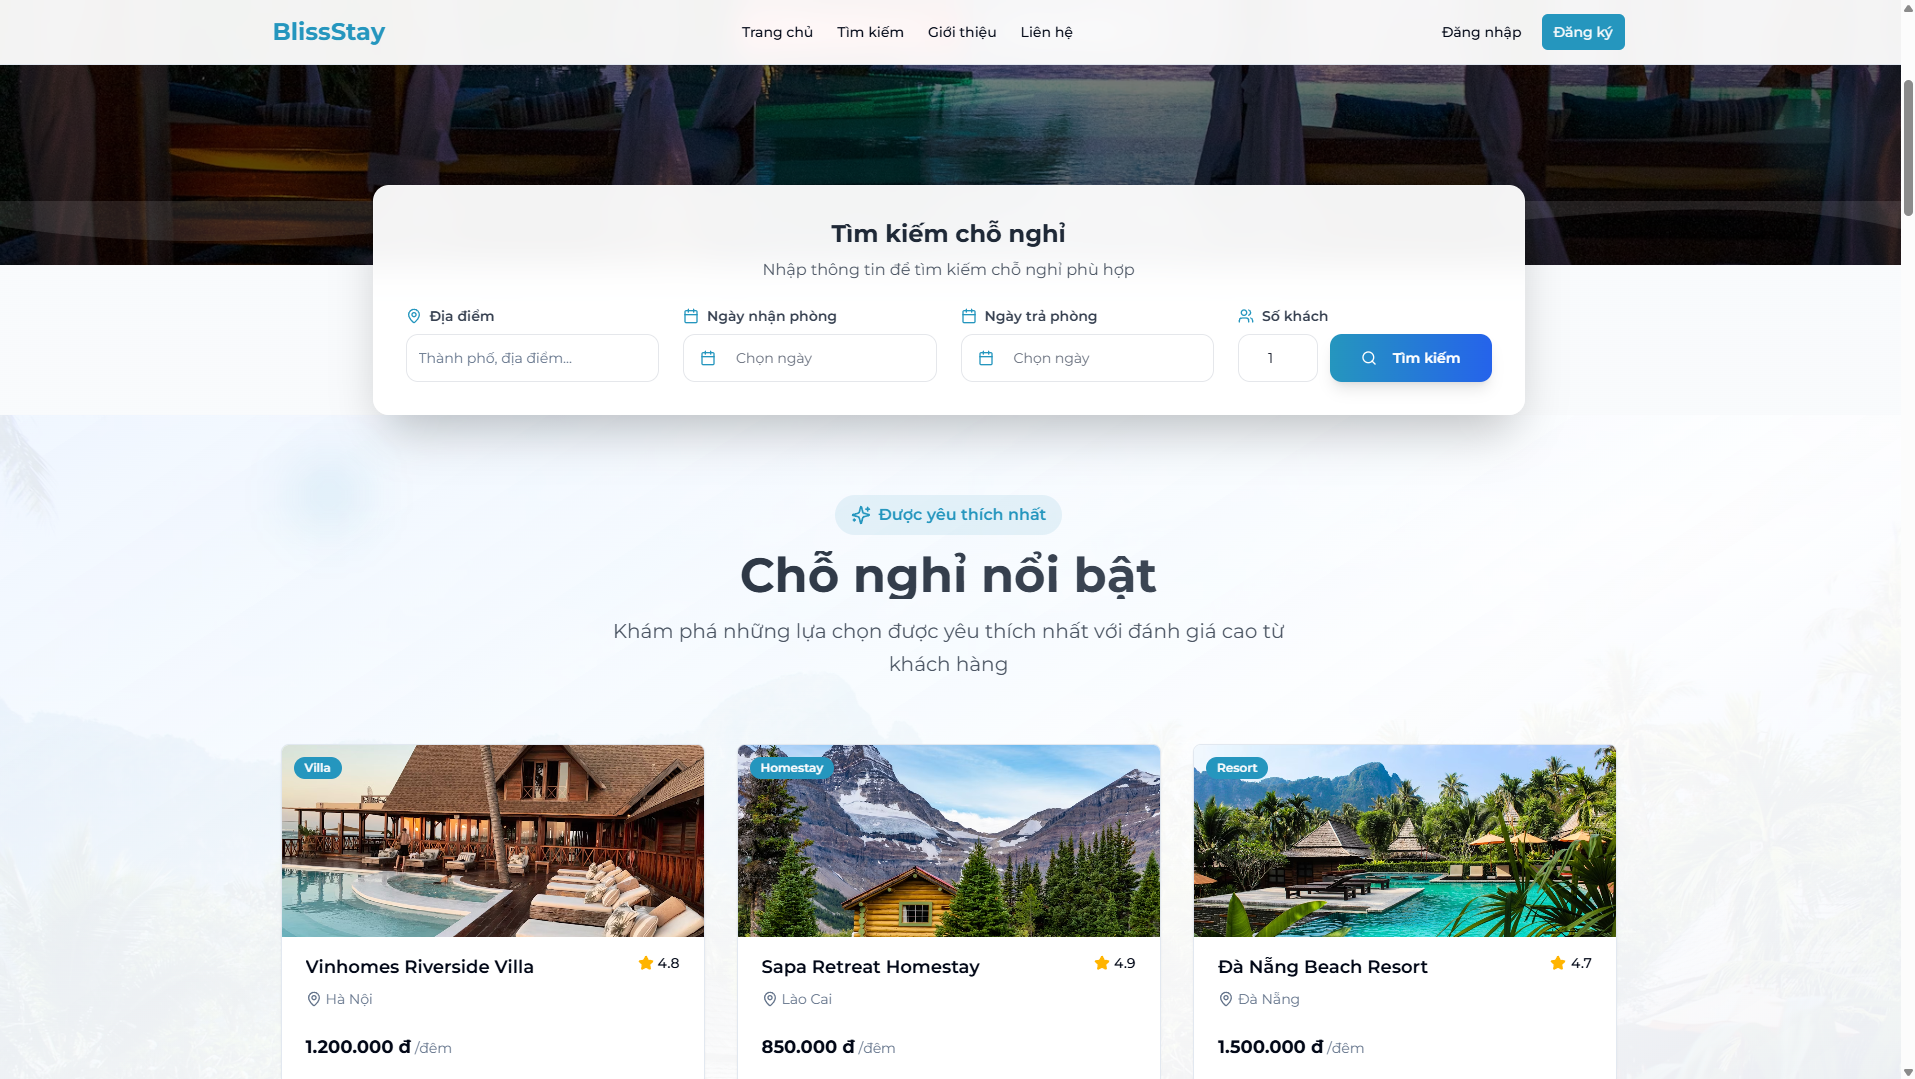 BlissStay
Trang chủ
Tìm kiếm
Giới thiệu
Liên hệ
Đăng nhập
Đăng ký
Tìm kiếm chỗ nghỉ
Nhập thông tin để tìm kiếm chỗ nghỉ phù hợp
Địa điểm
Ngày nhận phòng
Ngày trả phòng
Số khách
Thành phố, địa điểm...
Chọn ngày
Chọn ngày
1
Tìm kiếm
Được yêu thích nhất
Chỗ nghỉ nổi bật
Khám phá những lựa chọn được yêu thích nhất với đánh giá cao từ
khách hàng
Villa
Homestay
Resort
Vinhomes Riverside Villa
4.8
Hà Nội
1.200.000 đ /đêm
Sapa Retreat Homestay
4.9
Lào Cai
850.000 đ /đêm
Đà Nẵng Beach Resort
4.7
Đà Nẵng
1.500.000 đ /đêm